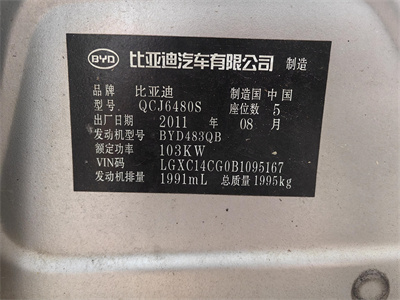 BYD 比亚迪汽车有限公司 制造
品牌 比亚迪 制造国 中国
型号 QCJ6480S 座位数 5
出厂日期 2011 年 08 月
发动机型号 BYD483QB
额定功率 103KW
VIN码 LGXC14CG0B1095167
发动机排量 1991mL 总质量 1995kg